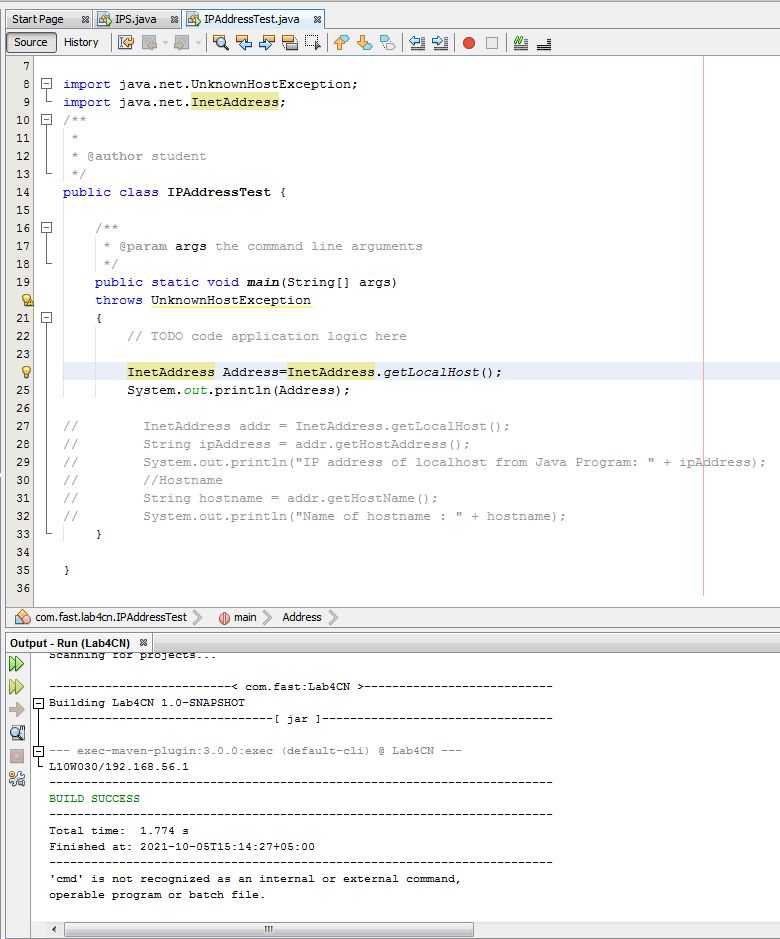 Start Page IPS.java IPAddressTest.java
Source History
7
8 import java.net.UnknownHostException;
9 import java.net.InetAddress;
10 /**
11 *
12 * @author student
13 */
14 public class IPAddressTest {
15
16 /**
17 * @param args the command line arguments
18 */
19 public static void main(String[] args)
throws UnknownHostException
21 {
22 // TODO code application logic here
23
InetAddress Address=InetAddress.getLocalHost();
25 System.out.println(Address);
26
27 // InetAddress addr = InetAddress.getLocalHost();
28 // String ipAddress = addr.getHostAddress();
29 // System.out.println("IP address of localhost from Java Program: " + ipAddress);
30 // //Hostname
31 // String hostname = addr.getHostName();
32 // System.out.println("Name of hostname : " + hostname);
33 }
34
35 }
36
com.fast.lab4cn.IPAddressTest main Address
Output - Run (Lab4CN)
Scanning for projects...
--------------------------< com.fast:Lab4CN >---------------------------
Building Lab4CN 1.0-SNAPSHOT
--------------------------------[ jar ]---------------------------------
--- exec-maven-plugin:3.0.0:exec (default-cli) @ Lab4CN ---
L10W030/192.168.56.1
------------------------------------------------------------------------
BUILD SUCCESS
------------------------------------------------------------------------
Total time: 1.774 s
Finished at: 2021-10-05T15:14:27+05:00
------------------------------------------------------------------------
'cmd' is not recognized as an internal or external command,
operable program or batch file.